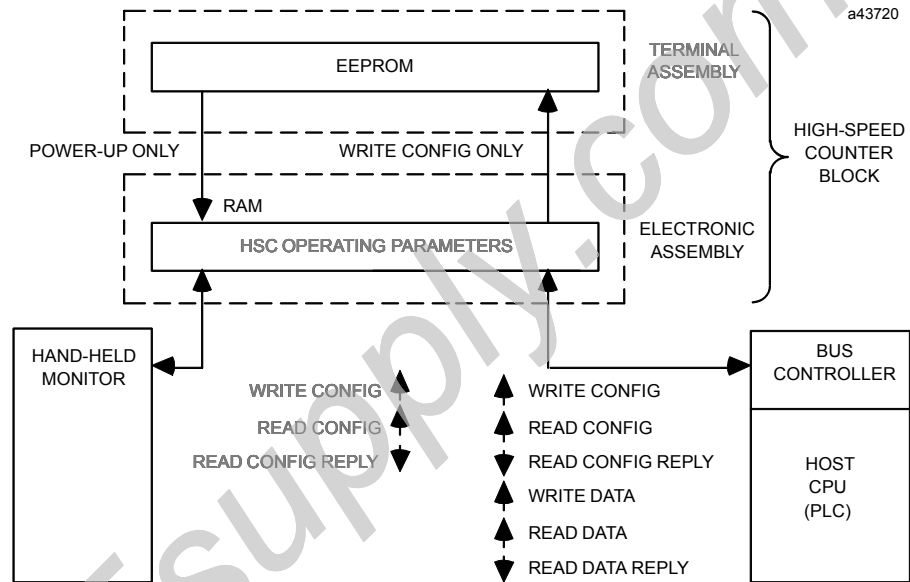 a43720
EEPROM
TERMINAL
ASSEMBLY
POWER-UP ONLY
WRITE CONFIG ONLY
HIGH-SPEED
COUNTER
BLOCK
RAM
HSC OPERATING PARAMETERS
ELECTRONIC
ASSEMBLY
HAND-HELD
MONITOR
BUS
CONTROLLER
WRITE CONFIG
READ CONFIG
READ CONFIG REPLY
WRITE CONFIG
READ CONFIG
READ CONFIG REPLY
WRITE DATA
READ DATA
READ DATA REPLY
HOST
CPU
(PLC)
supply.com